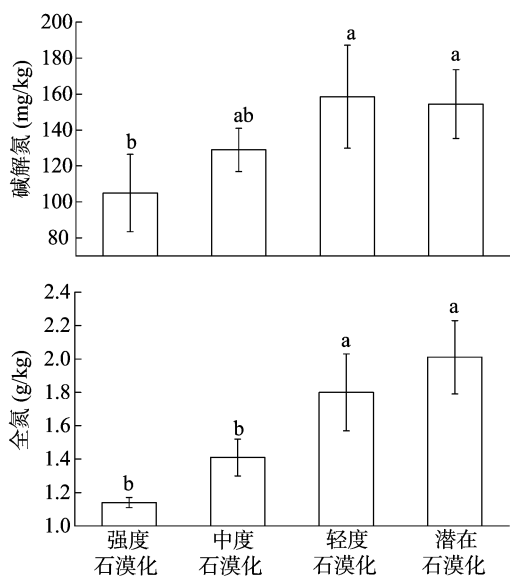 碱解氮 (mg/kg)
200
180
160
140
120
100
80
b
ab
a
a
全氮 (g/kg)
2.4
2.2
2.0
1.8
1.6
1.4
1.2
1.0
b
b
a
a
强度
石漠化
中度
石漠化
轻度
石漠化
潜在
石漠化